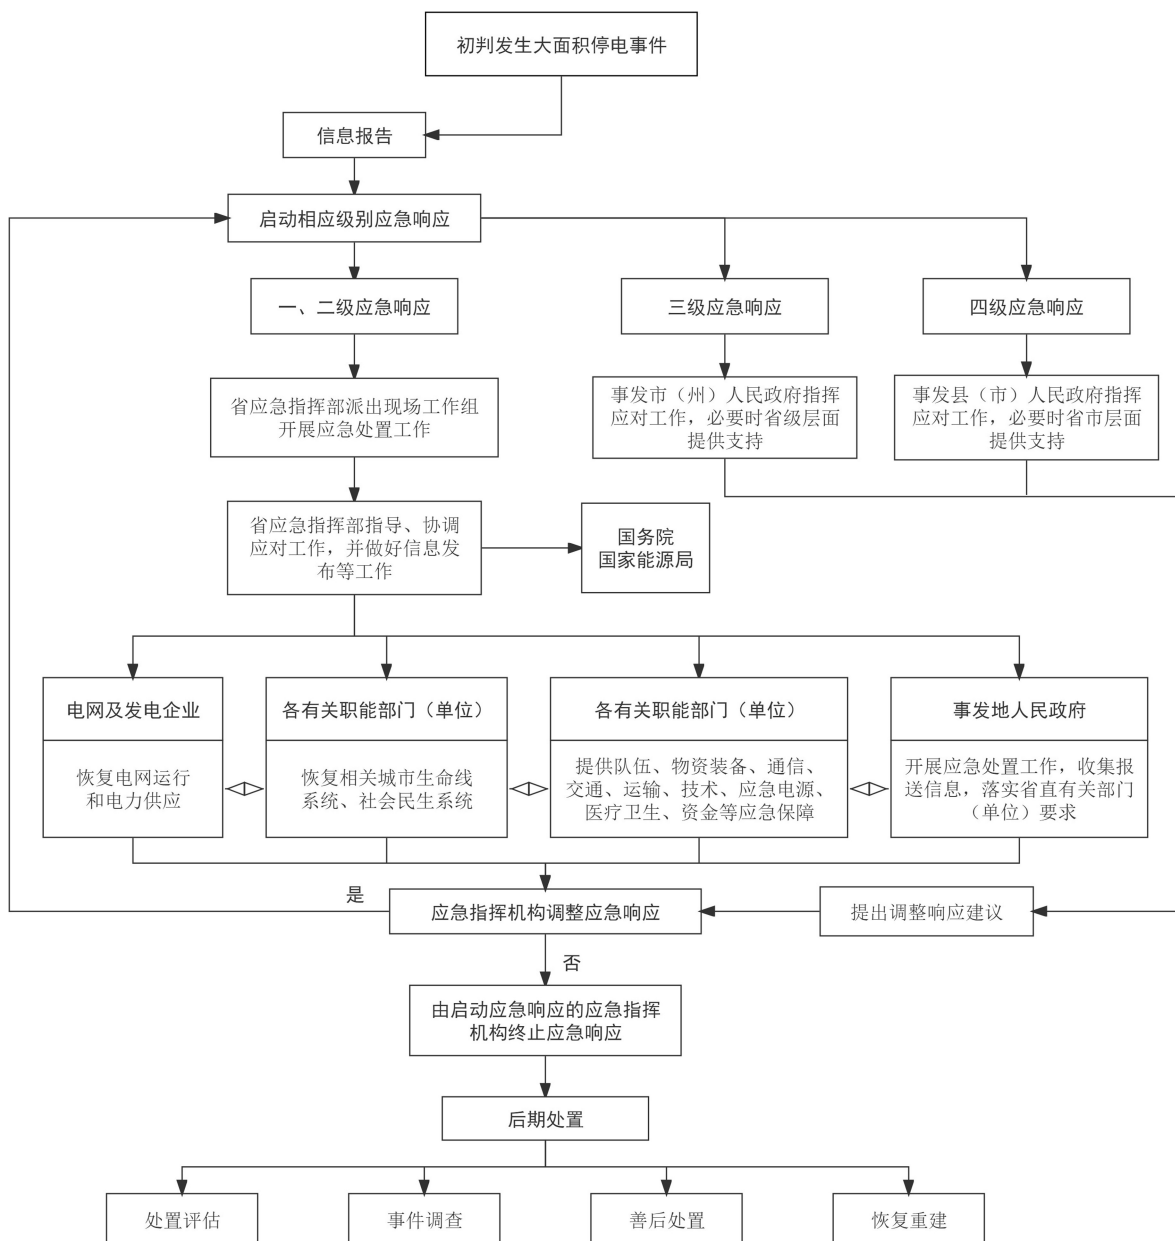 初判发生大面积停电事件
信息报告
启动相应级别应急响应
一、二级应急响应
三级应急响应
四级应急响应
省应急指挥部派出现场工作组
开展应急处置工作
事发市（州）人民政府指挥
应对工作，必要时省级层面
提供支持
事发县（市）人民政府指挥
应对工作，必要时省市层面
提供支持
省应急指挥部指导、协调
应对工作，并做好信息发
布等工作
国务院
国家能源局
电网及发电企业
恢复电网运行
和电力供应
各有关职能部门（单位）
恢复相关城市生命线
系统、社会民生系统
各有关职能部门（单位）
提供队伍、物资装备、通信、
交通、运输、技术、应急电源、
医疗卫生、资金等应急保障
事发地人民政府
开展应急处置工作，收集报
送信息，落实省直有关部门
（单位）要求
是
应急指挥机构调整应急响应
提出调整响应建议
否
由启动应急响应的应急指挥
机构终止应急响应
后期处置
处置评估
事件调查
善后处置
恢复重建